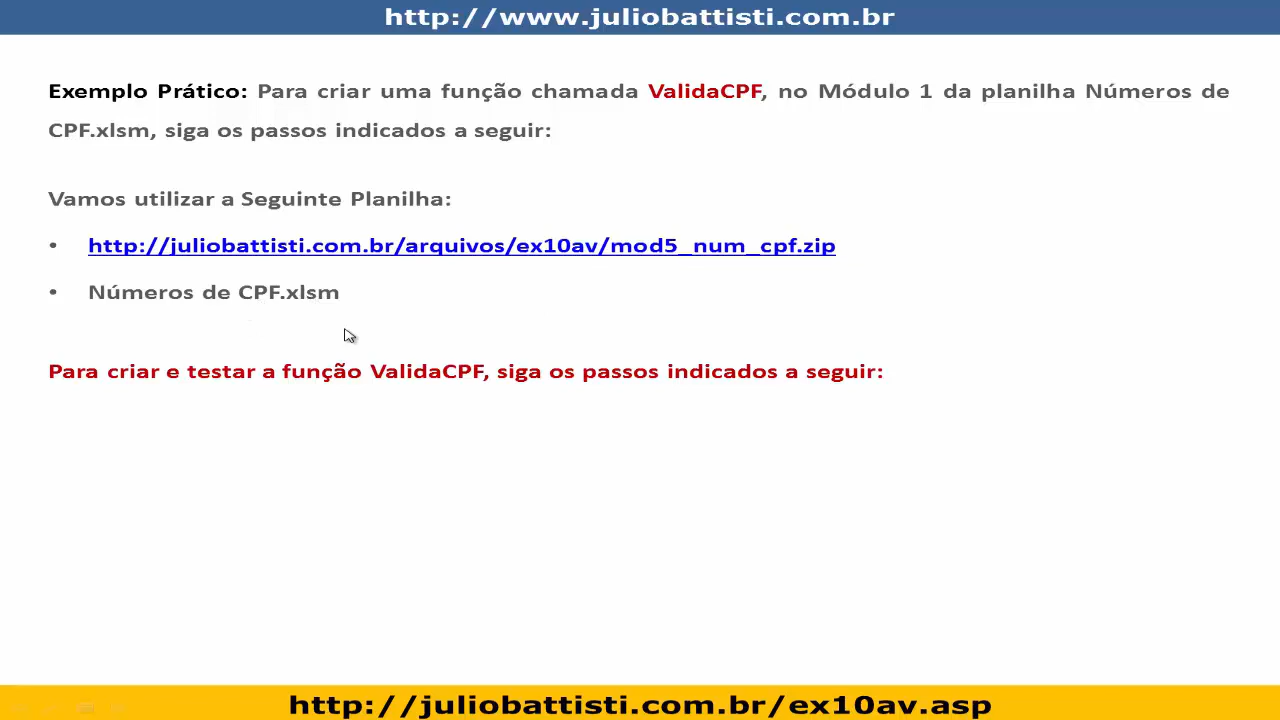 http://www.juliobattisti.com.br
Exemplo Prático: Para criar uma função chamada ValidaCPF, no Módulo 1 da planilha Números de
CPF.xlsm, siga os passos indicados a seguir:
Vamos utilizar a Seguinte Planilha:
• http://juliobattisti.com.br/arquivos/ex10av/mod5_num_cpf.zip
• Números de CPF.xlsm
Para criar e testar a função ValidaCPF, siga os passos indicados a seguir:
http://juliobattisti.com.br/ex10av.asp